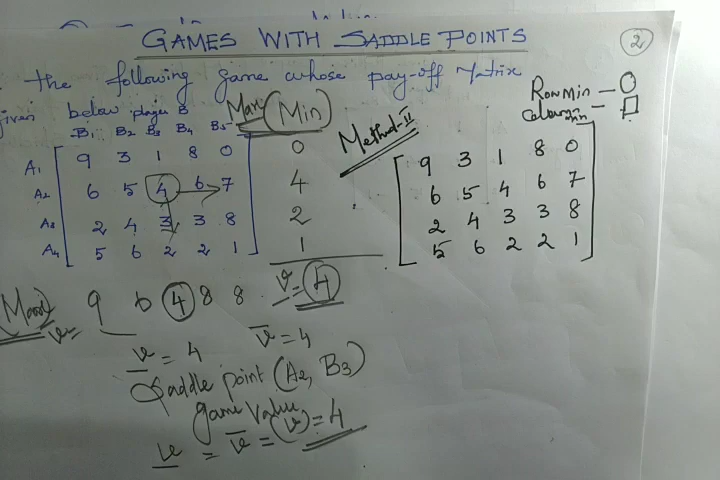 GAMES WITH SADDLE POINTS
2
the following game whose pay-off Matrix
given below player B
Max (Min)
Row Min - O
Method-II
B1 B2 B3 B4 B5
A1 9 3 1 8 0 0
A2 6 5 4 6 7 4
A3 2 4 3 3 8 2
A4 5 6 2 2 1 1
v = 4
9 3 1 8 0
6 5 4 6 7
2 4 3 3 8
5 6 2 2 1
9 6 4 8 8
v = 4 v̅ = 4
Saddle point (A2, B3)
Game Value
v = v̅ = (v) = 4